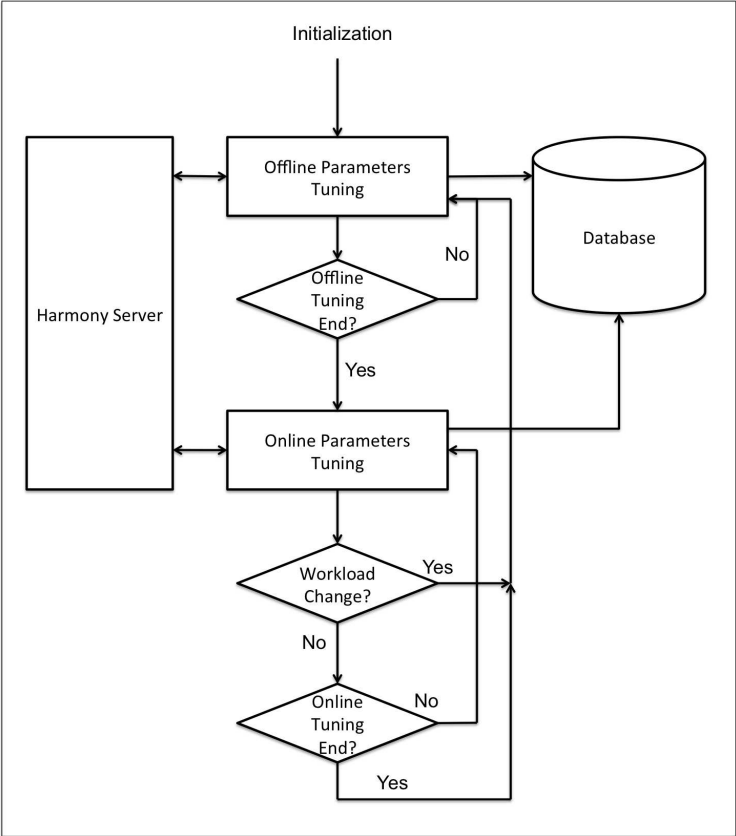 Initialization
Offline Parameters
Tuning
Database
No
Offline
Tuning
End?
Harmony Server
Yes
Online Parameters
Tuning
Workload
Change?
Yes
No
Online
Tuning
End?
No
Yes